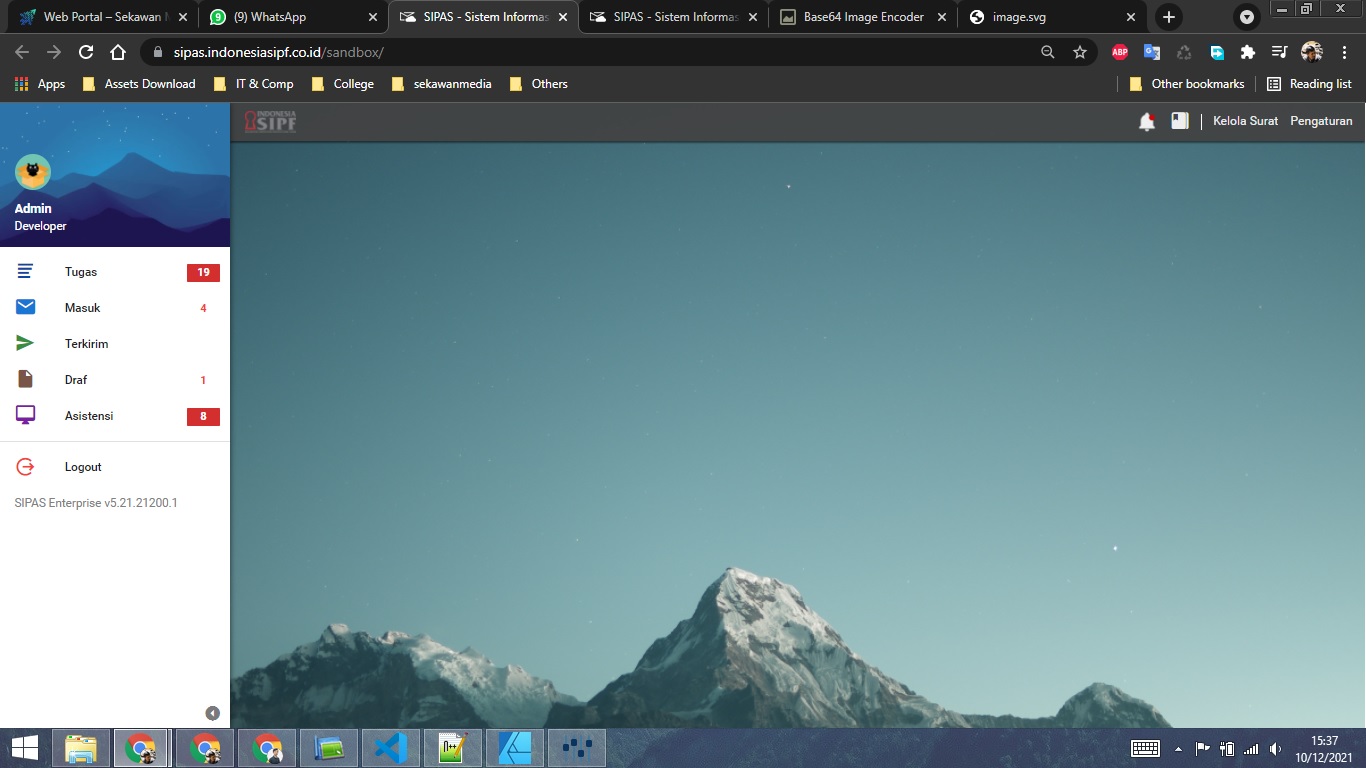 Web Portal – Sekawan
(9) WhatsApp
SIPAS - Sistem Informas
SIPAS - Sistem Informas
Base64 Image Encoder
image.svg
sipas.indonesiasipf.co.id/sandbox/
ABP
Apps
Assets Download
IT & Comp
College
sekawanmedia
Others
Other bookmarks
Reading list
INDONESIA
SIPF
Kelola Surat
Pengaturan
Admin
Developer
Tugas 19
Masuk 4
Terkirim
Draf 1
Asistensi 8
Logout
SIPAS Enterprise v5.21.21200.1
15:37
10/12/2021